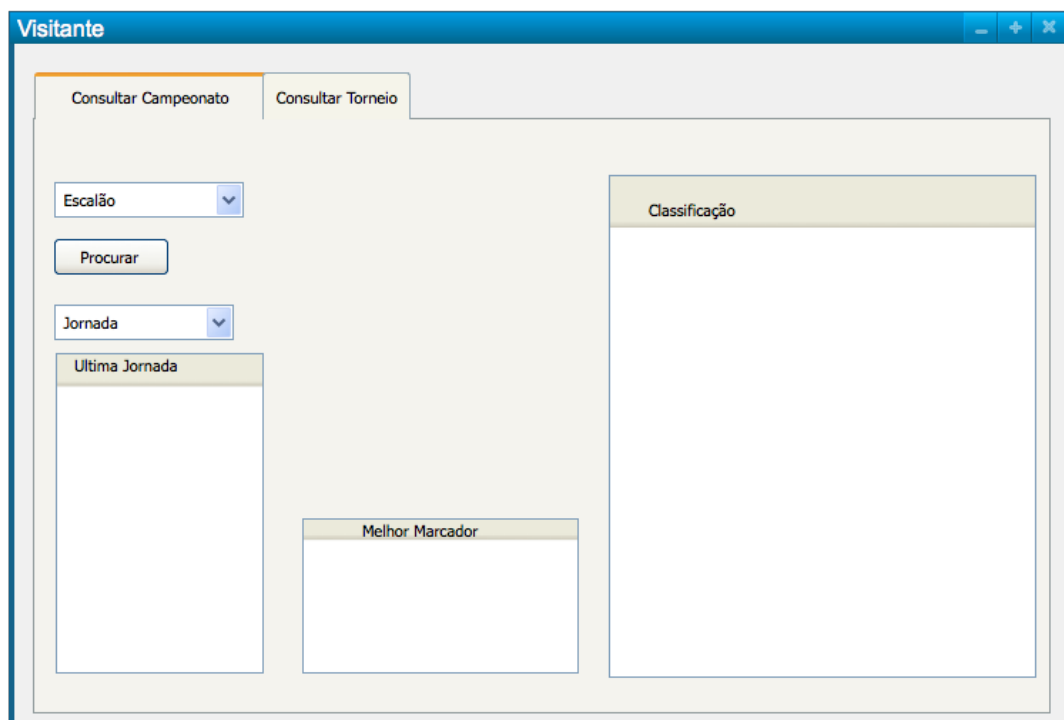 Visitante
Consultar Campeonato
Consultar Torneio
Escalão
Classificação
Procurar
Jornada
Ultima Jornada
Melhor Marcador